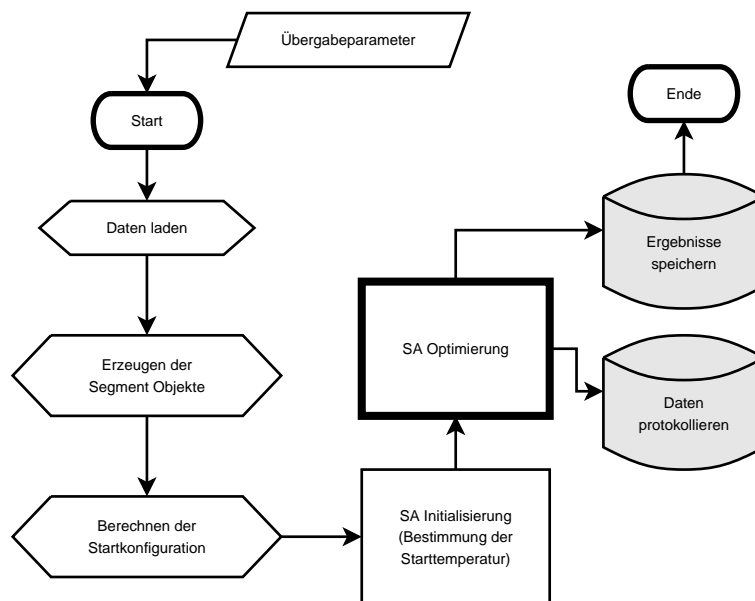 Übergabeparameter
Start
Daten laden
Erzeugen der
Segment Objekte
Berechnen der
Startkonfiguration
SA Initialisierung
(Bestimmung der
Starttemperatur)
SA Optimierung
Ergebnisse
speichern
Daten
protokollieren
Ende